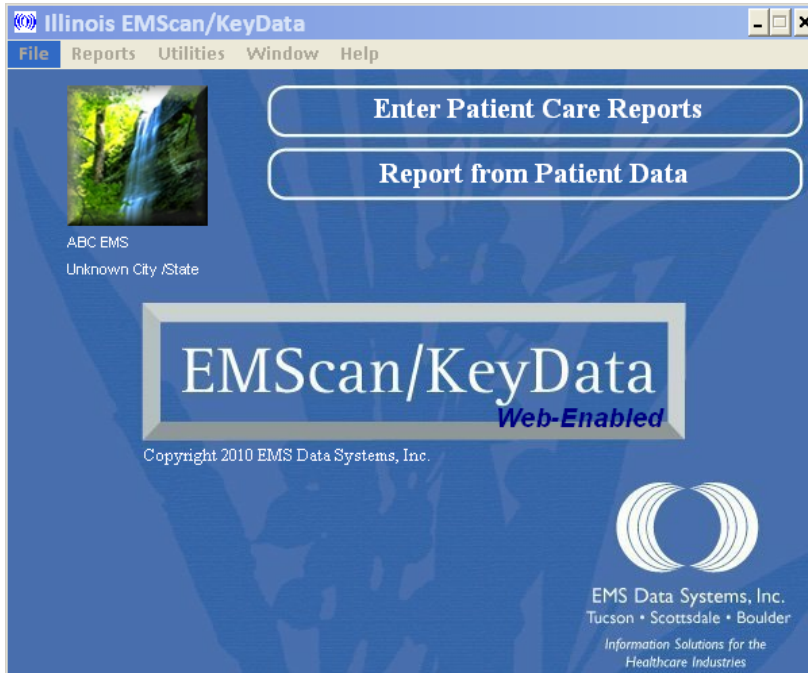 Illinois EMScan/KeyData
File Reports Utilities Window Help
Enter Patient Care Reports
Report from Patient Data
ABC EMS
Unknown City /State
EMScan/KeyData
Web-Enabled
Copyright 2010 EMS Data Systems, Inc.
EMS Data Systems, Inc.
Tucson • Scottsdale • Boulder
Information Solutions for the
Healthcare Industries